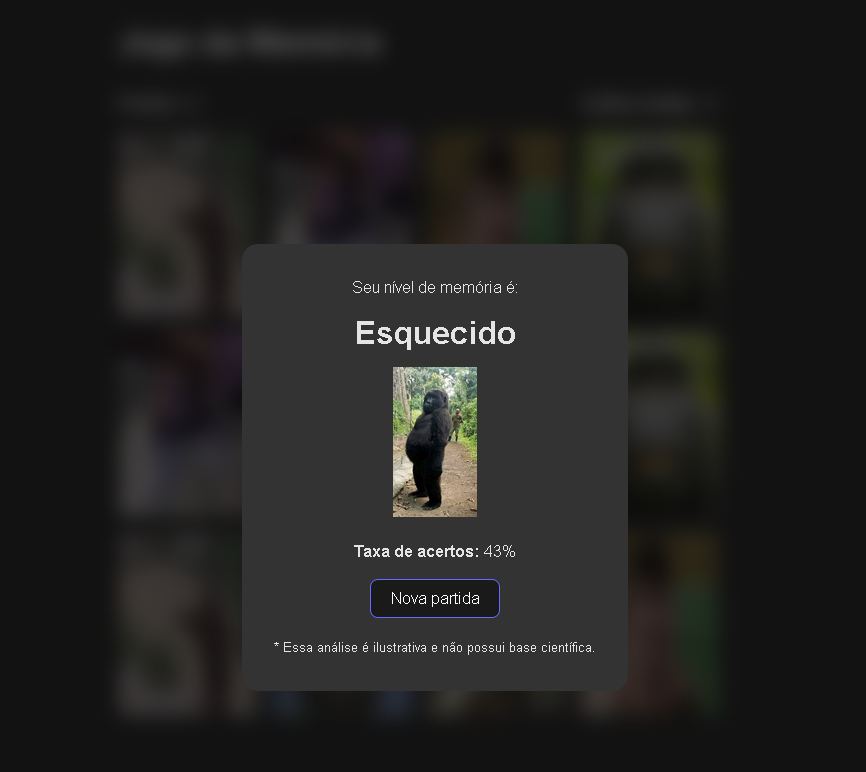 Seu nível de memória é:
Esquecido
Taxa de acertos: 43%
Nova partida
* Essa análise é ilustrativa e não possui base científica.